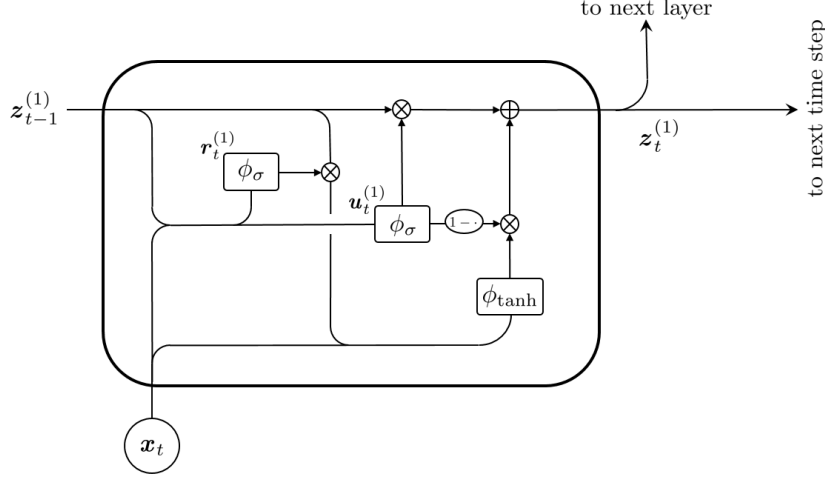 to next layer
to next time step
z_{t-1}^{(1)}
z_t^{(1)}
r_t^{(1)}
ϕ_σ
u_t^{(1)}
ϕ_σ
1 − ·
ϕ_tanh
x_t